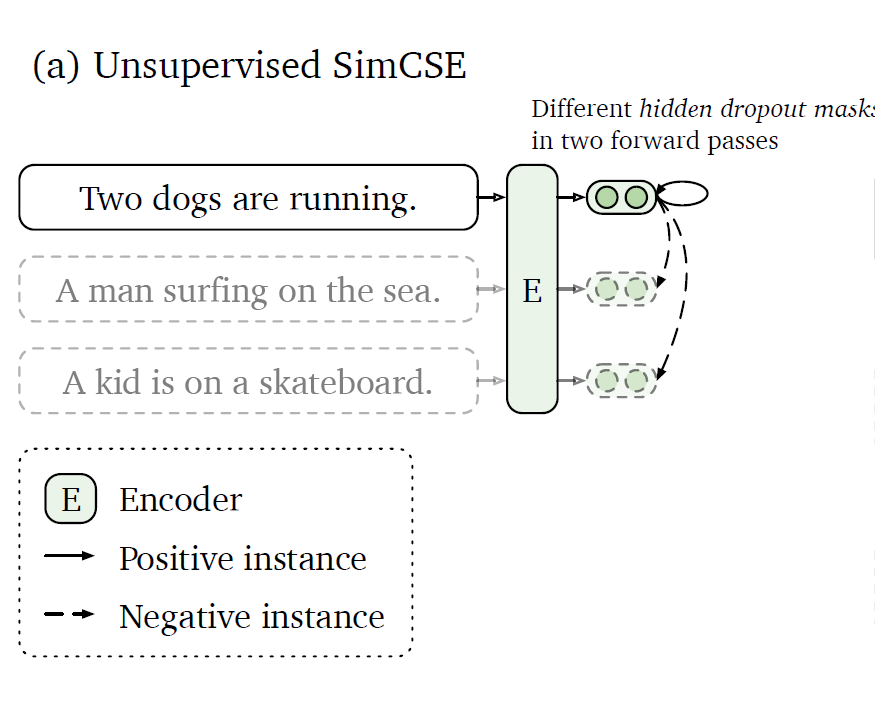 (a) Unsupervised SimCSE
Different hidden dropout masks
in two forward passes
Two dogs are running.
A man surfing on the sea.
E
A kid is on a skateboard.
E Encoder
Positive instance
Negative instance